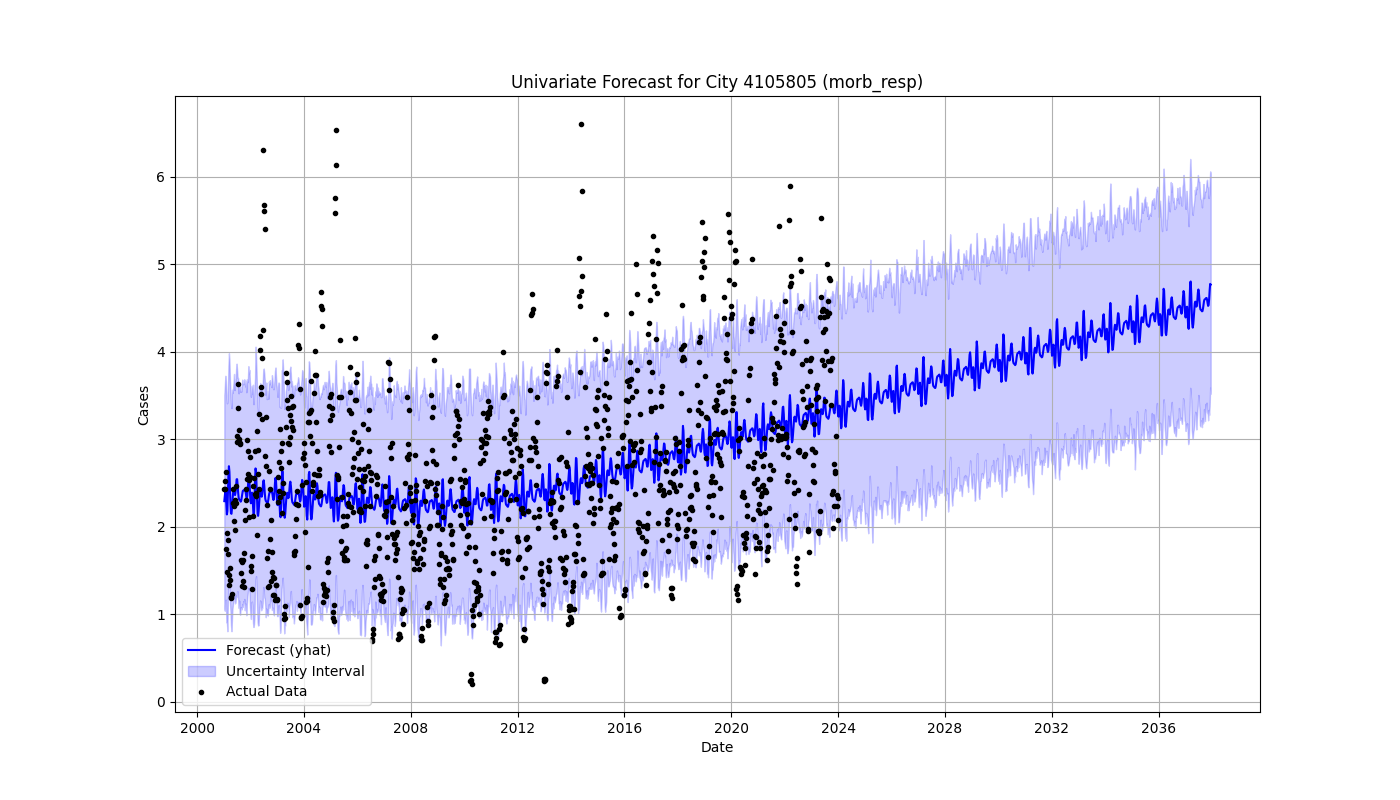 Univariate Forecast for City 4105805 (morb_resp)
Cases
6
5
4
3
2
1
0
Forecast (yhat)
Uncertainty Interval
Actual Data
2000 2004 2008 2012 2016 2020 2024 2028 2032 2036
Date